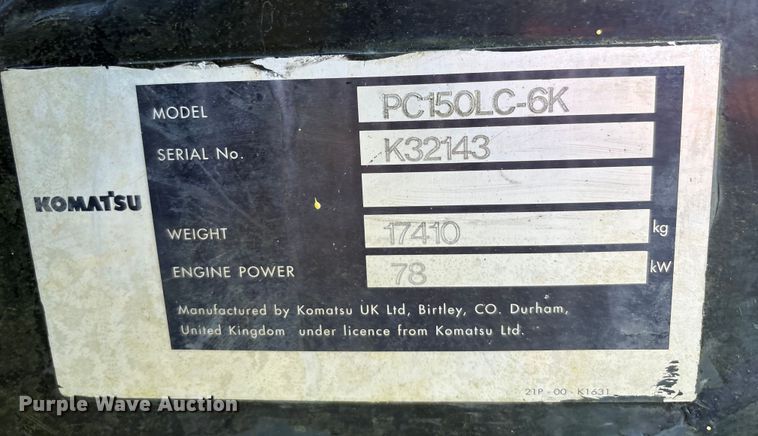 MODEL PC150LC-6K
SERIAL No. K32143
KOMATSU
WEIGHT 17410 kg
ENGINE POWER 78 kW
Manufactured by Komatsu UK Ltd, Birtley, CO. Durham,
United Kingdom under licence from Komatsu Ltd.
21P - 00 - K1631
Purple Wave Auction